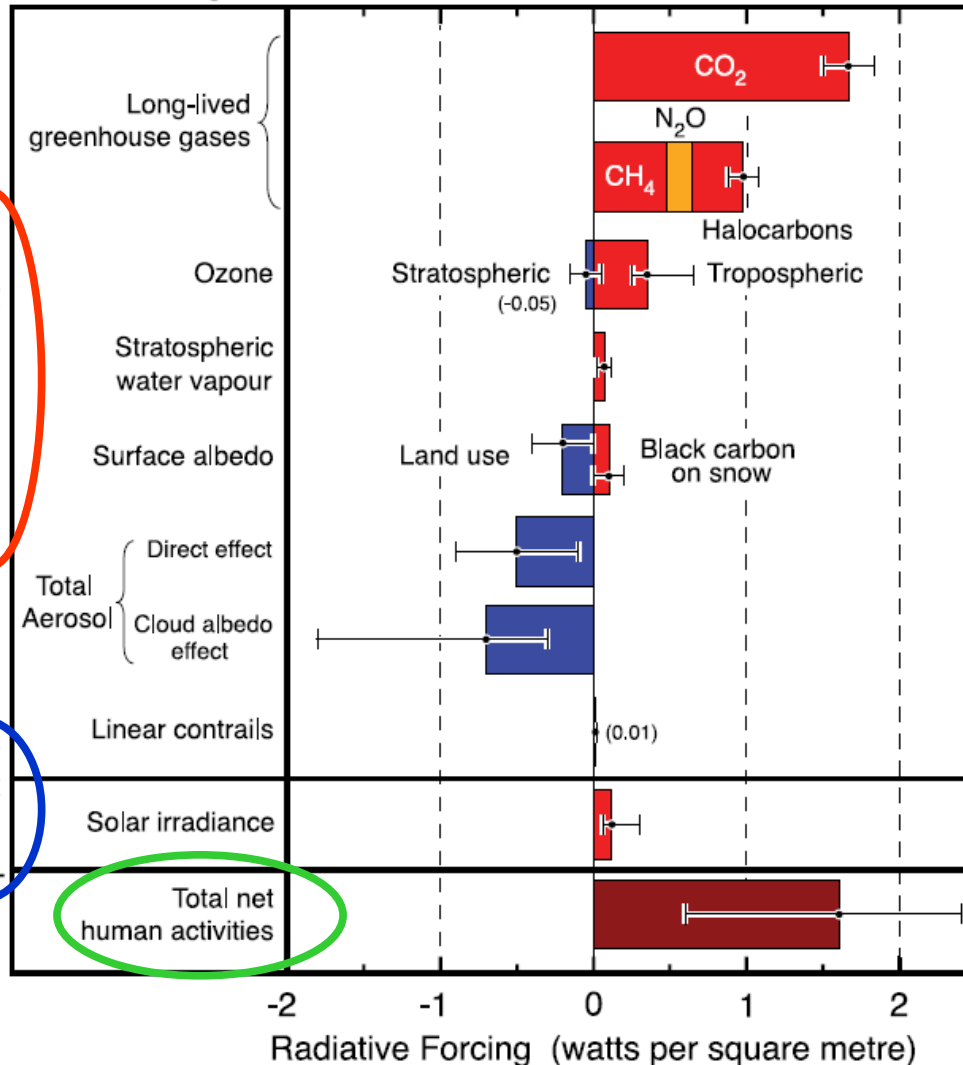 CO₂
Long-lived
greenhouse gases
N₂O
CH₄
Halocarbons
Ozone
Stratospheric
(-0.05)
Tropospheric
Stratospheric
water vapour
Surface albedo
Land use
Black carbon
on snow
Total
Aerosol
Direct effect
Cloud albedo
effect
Linear contrails
(0.01)
Solar irradiance
Total net
human activities
-2 -1 0 1 2
Radiative Forcing (watts per square metre)